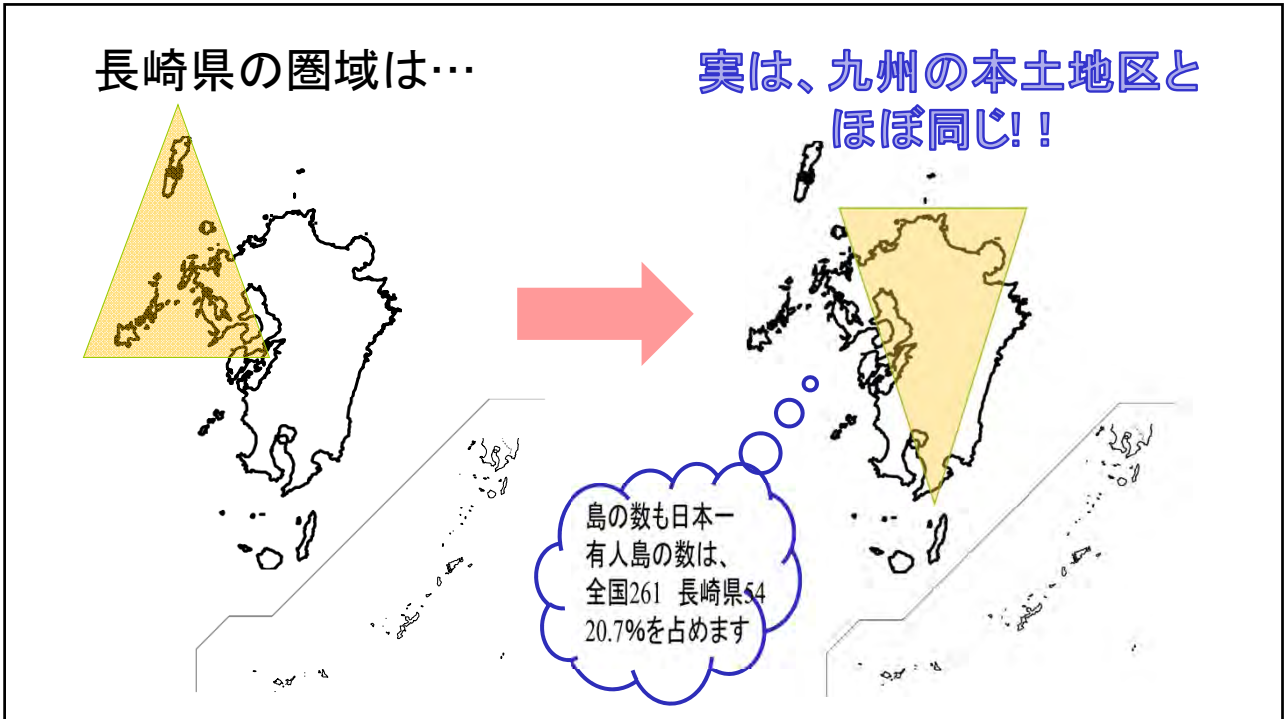 長崎県の圏域は…
実は、九州の本土地区と
ほぼ同じ！！
島の数も日本一
有人島の数は、
全国261 長崎県54
20.7%を占めます